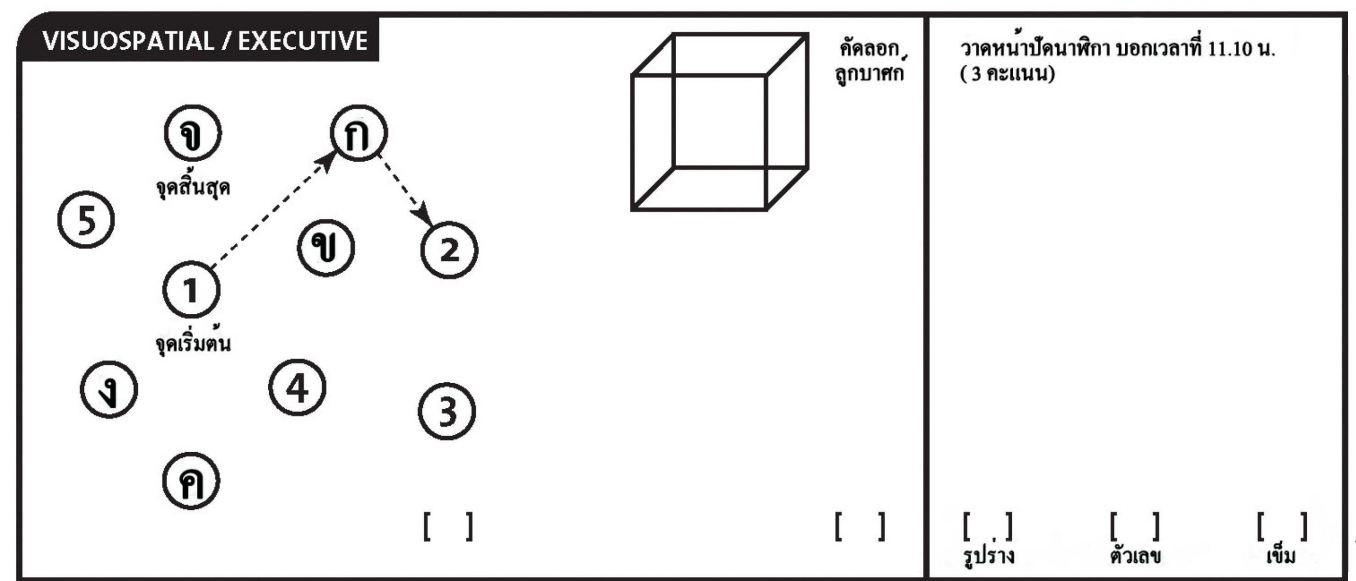 VISUOSPATIAL / EXECUTIVE
จ
จุดสิ้นสุด
ก
5
ข
2
1
จุดเริ่มต้น
ง
4
3
ค
[ ]
คัดลอก
ลูกบาศก์
[ ]
วาดหน้าปัดนาฬิกา บอกเวลาที่ 11.10 น.
( 3 คะแนน)
[ ] [ ] [ ]
รูปร่าง ตัวเลข เข็ม